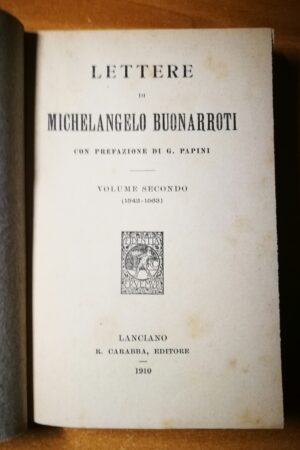 LETTERE
DI
MICHELANGELO BUONARROTI
CON PREFAZIONE DI G. PAPINI
VOLUME SECONDO
(1542-1563)
LANCIANO
R. CARABBA, EDITORE
1910